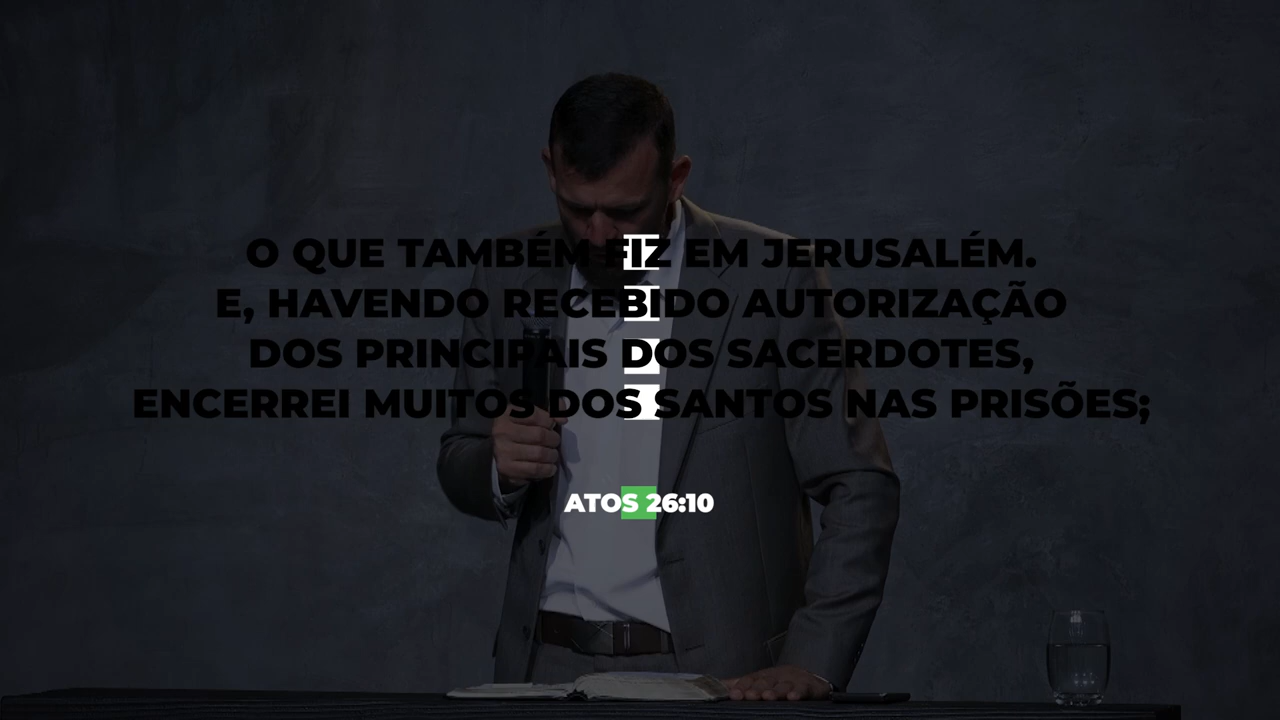 O QUE TAMBÉM FIZ EM JERUSALÉM.
E, HAVENDO RECEBIDO AUTORIZAÇÃO
DOS PRINCIPAIS DOS SACERDOTES,
ENCERREI MUITOS DOS SANTOS NAS PRISÕES;
ATOS 26:10